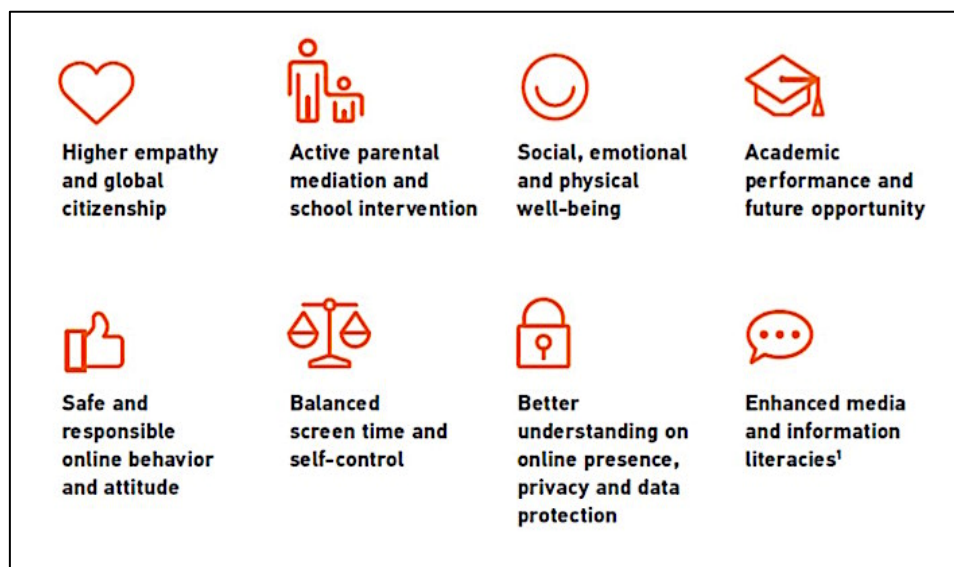 Higher empathy
and global
citizenship
Active parental
mediation and
school intervention
Social, emotional
and physical
well-being
Academic
performance and
future opportunity
Safe and
responsible
online behavior
and attitude
Balanced
screen time and
self-control
Better
understanding on
online presence,
privacy and data
protection
Enhanced media
and information
literacies¹